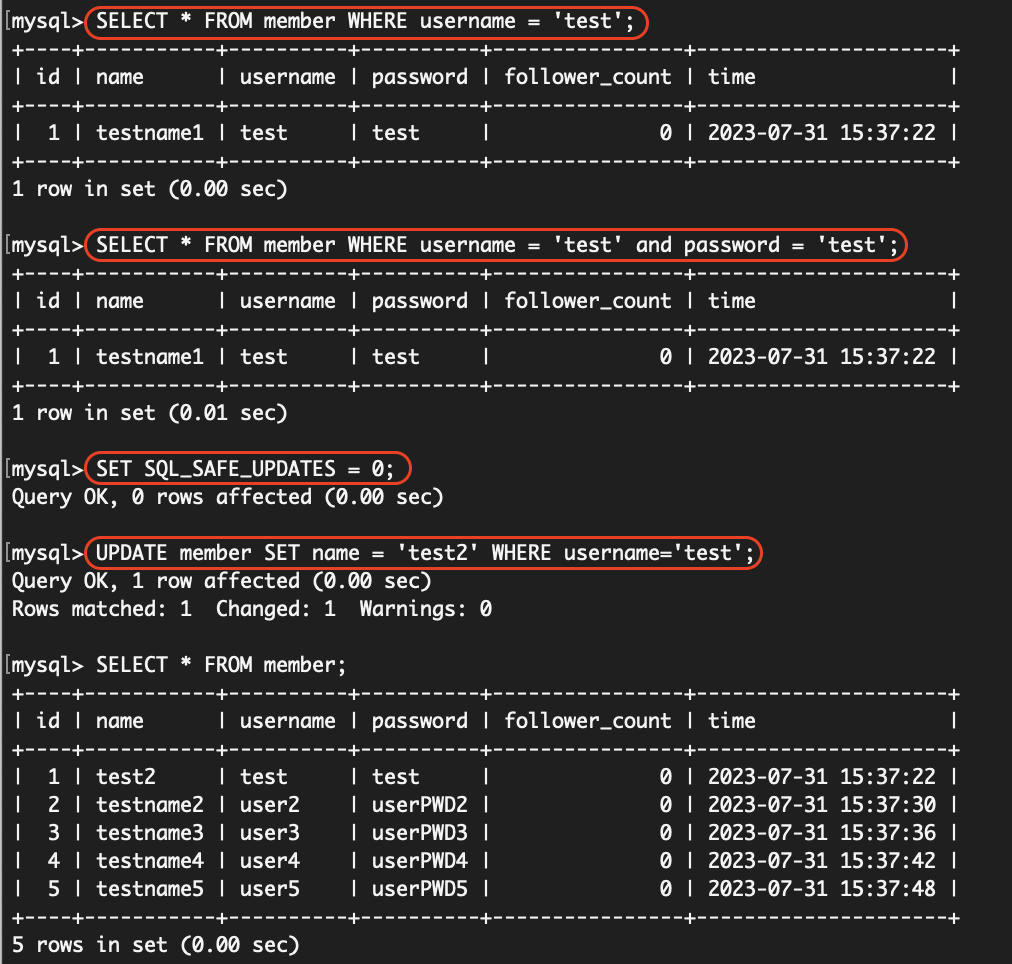 [mysql> SELECT * FROM member WHERE username = 'test';
+----+-----------+----------+----------+----------------+---------------------+
| id | name      | username | password | follower_count | time                |
+----+-----------+----------+----------+----------------+---------------------+
|  1 | testname1 | test     | test     |              0 | 2023-07-31 15:37:22 |
+----+-----------+----------+----------+----------------+---------------------+
1 row in set (0.00 sec)

[mysql> SELECT * FROM member WHERE username = 'test' and password = 'test';
+----+-----------+----------+----------+----------------+---------------------+
| id | name      | username | password | follower_count | time                |
+----+-----------+----------+----------+----------------+---------------------+
|  1 | testname1 | test     | test     |              0 | 2023-07-31 15:37:22 |
+----+-----------+----------+----------+----------------+---------------------+
1 row in set (0.01 sec)

[mysql> SET SQL_SAFE_UPDATES = 0;
Query OK, 0 rows affected (0.00 sec)

[mysql> UPDATE member SET name = 'test2' WHERE username='test';
Query OK, 1 row affected (0.00 sec)
Rows matched: 1  Changed: 1  Warnings: 0

[mysql> SELECT * FROM member;
+----+-----------+----------+----------+----------------+---------------------+
| id | name      | username | password | follower_count | time                |
+----+-----------+----------+----------+----------------+---------------------+
|  1 | test2     | test     | test     |              0 | 2023-07-31 15:37:22 |
|  2 | testname2 | user2    | userPWD2 |              0 | 2023-07-31 15:37:30 |
|  3 | testname3 | user3    | userPWD3 |              0 | 2023-07-31 15:37:36 |
|  4 | testname4 | user4    | userPWD4 |              0 | 2023-07-31 15:37:42 |
|  5 | testname5 | user5    | userPWD5 |              0 | 2023-07-31 15:37:48 |
+----+-----------+----------+----------+----------------+---------------------+
5 rows in set (0.00 sec)